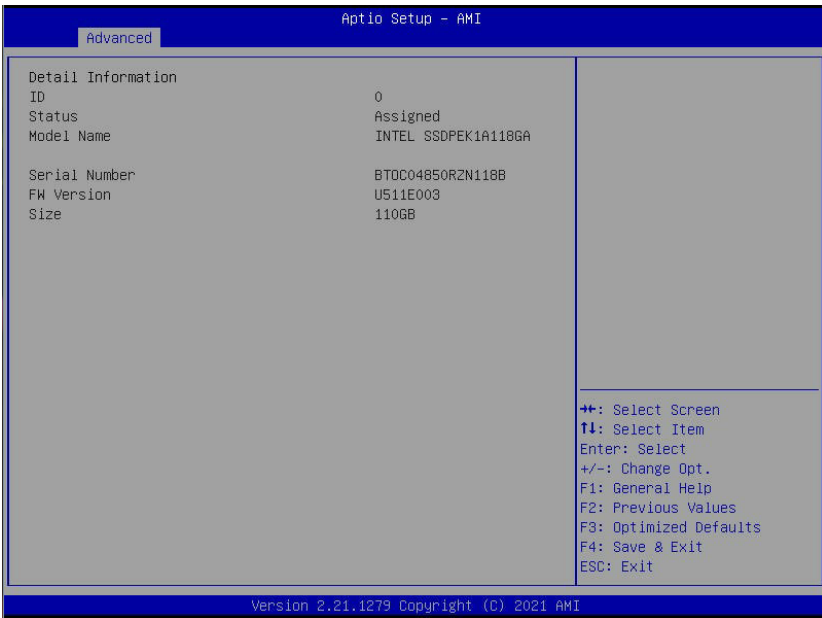 Aptio Setup – AMI
Advanced
Detail Information
ID 0
Status Assigned
Model Name INTEL SSDPEK1A118GA
Serial Number BTOC04850RZN118B
FW Version U511E003
Size 110GB
→←: Select Screen
↑↓: Select Item
Enter: Select
+/-: Change Opt.
F1: General Help
F2: Previous Values
F3: Optimized Defaults
F4: Save & Exit
ESC: Exit
Version 2.21.1279 Copyright (C) 2021 AMI